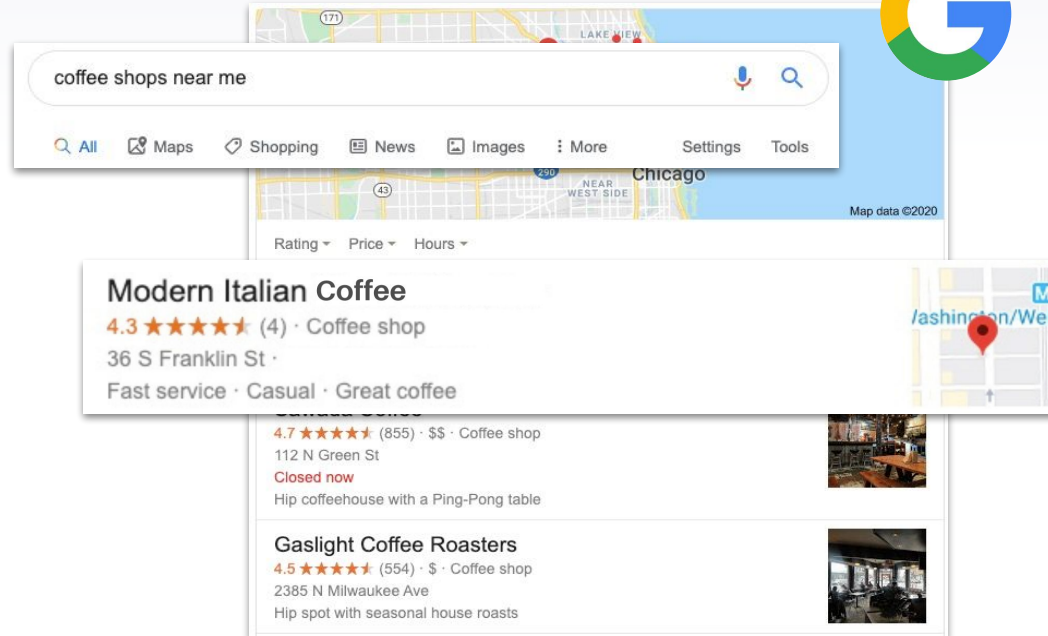 171
LAKE VIEW
coffee shops near me
All Maps Shopping News Images More Settings Tools
290
Chicago
43
NEAR
WEST SIDE
Map data ©2020
Rating Price Hours
Modern Italian Coffee
4.3 (4) · Coffee shop
36 S Franklin St ·
Fast service · Casual · Great coffee
M
/ashington/We
4.7 (855) · $$ · Coffee shop
112 N Green St
Closed now
Hip coffeehouse with a Ping-Pong table
Gaslight Coffee Roasters
4.5 (554) · $ · Coffee shop
2385 N Milwaukee Ave
Hip spot with seasonal house roasts